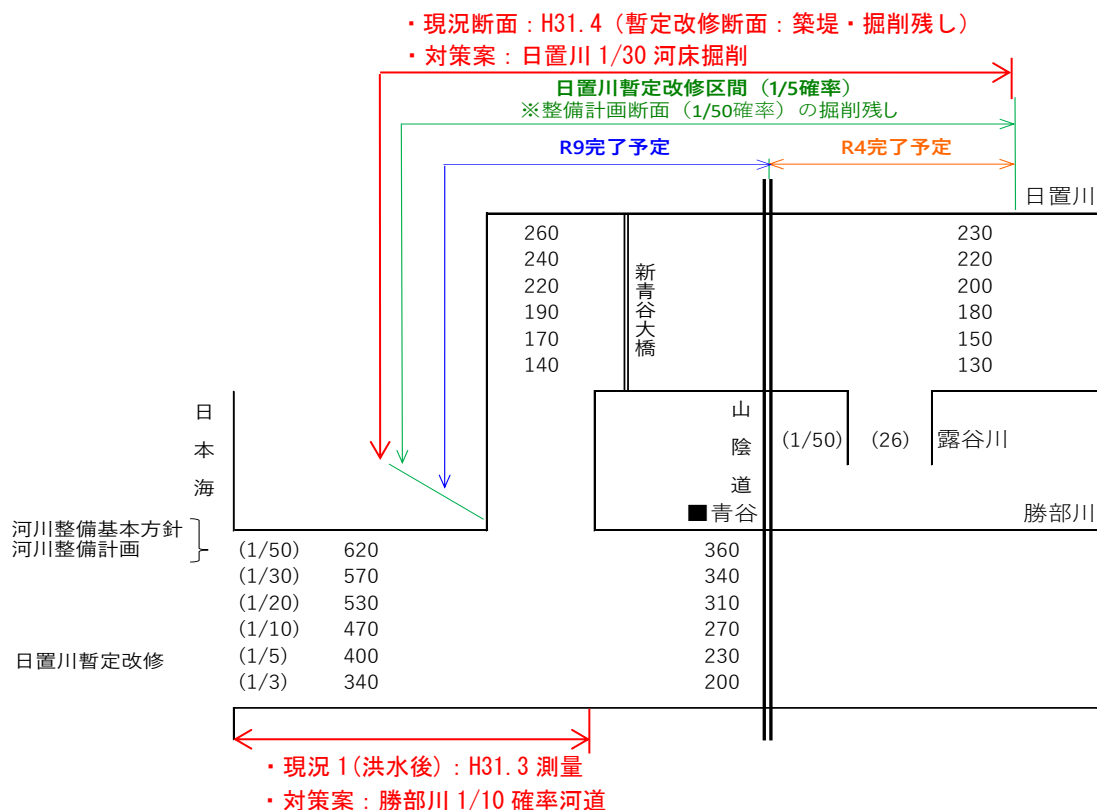 ・現況断面：H31.4（暫定改修断面：築堤・掘削残し）
・対策案：日置川 1/30 河床掘削
日置川暫定改修区間（1/5確率）
※整備計画断面（1/50確率）の掘削残し
R9完了予定
R4完了予定
日置川
260
240
220
190
170
140
新青谷大橋
230
220
200
180
150
130
日本海
山陰道
(1/50)
(26)
露谷川
■青谷
勝部川
河川整備基本方針
河川整備計画
(1/50) 620 360
(1/30) 570 340
(1/20) 530 310
(1/10) 470 270
日置川暫定改修 (1/5) 400 230
(1/3) 340 200
・現況 1(洪水後)：H31.3 測量
・対策案：勝部川 1/10 確率河道